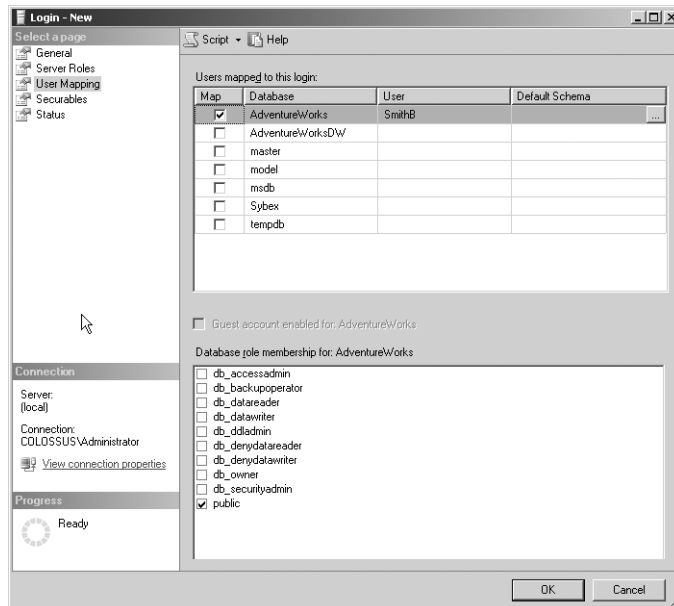 Login - New
Select a page
General
Server Roles
User Mapping
Securables
Status
Script Help
Users mapped to this login:
Map Database User Default Schema
AdventureWorks SmithB ...
AdventureWorksDW
master
model
msdb
Sybex
tempdb
Guest account enabled for: AdventureWorks
Database role membership for: AdventureWorks
db_accessadmin
db_backupoperator
db_datareader
db_datawriter
db_ddladmin
db_denydatareader
db_denydatawriter
db_owner
db_securityadmin
public
Connection
Server:
(local)
Connection:
COLOSSUS\Administrator
View connection properties
Progress
Ready
OK Cancel